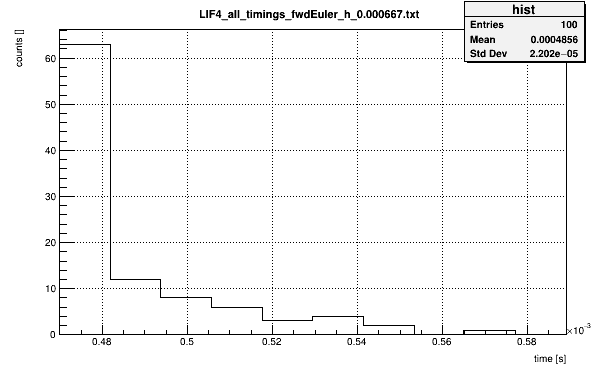 LIF4_all_timings_fwdEuler_h_0.000667.txt
hist
Entries 100
Mean 0.0004856
Std Dev 2.202e−05
counts []
60
50
40
30
20
10
0
0.48 0.5 0.52 0.54 0.56 0.58
×10⁻³
time [s]